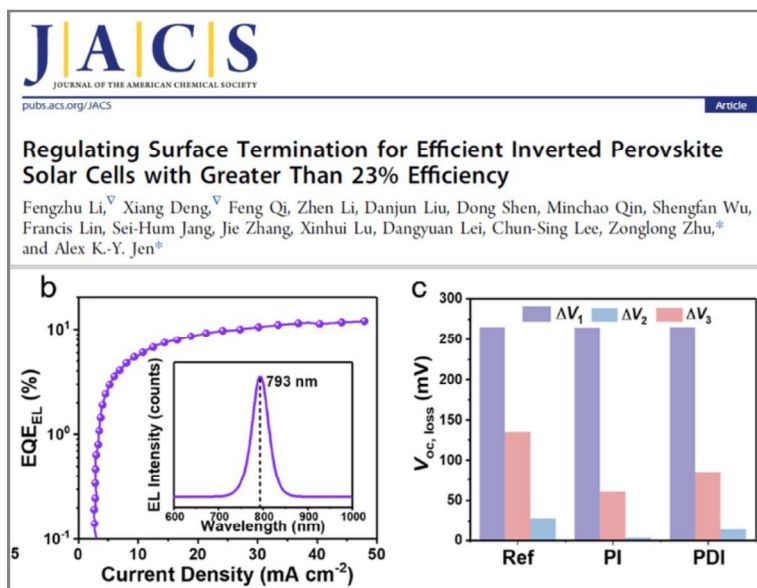 J|A|C|S
JOURNAL OF THE AMERICAN CHEMICAL SOCIETY
pubs.acs.org/JACS
Article
Regulating Surface Termination for Efficient Inverted Perovskite
Solar Cells with Greater Than 23% Efficiency
Fengzhu Li,▽ Xiang Deng,▽ Feng Qi, Zhen Li, Danjun Liu, Dong Shen, Minchao Qin, Shengfan Wu,
Francis Lin, Sei-Hum Jang, Jie Zhang, Xinhui Lu, Dangyuan Lei, Chun-Sing Lee, Zonglong Zhu,*
and Alex K.-Y. Jen*
b
EQE_EL (%)
10¹
10⁰
10⁻¹
EL Intensity (counts)
793 nm
600 700 800 900 1000
Wavelength (nm)
0 10 20 30 40 50
Current Density (mA cm⁻²)
5
c
V_oc, loss (mV)
300
250
200
150
100
50
0
ΔV₁ ΔV₂ ΔV₃
Ref PI PDI